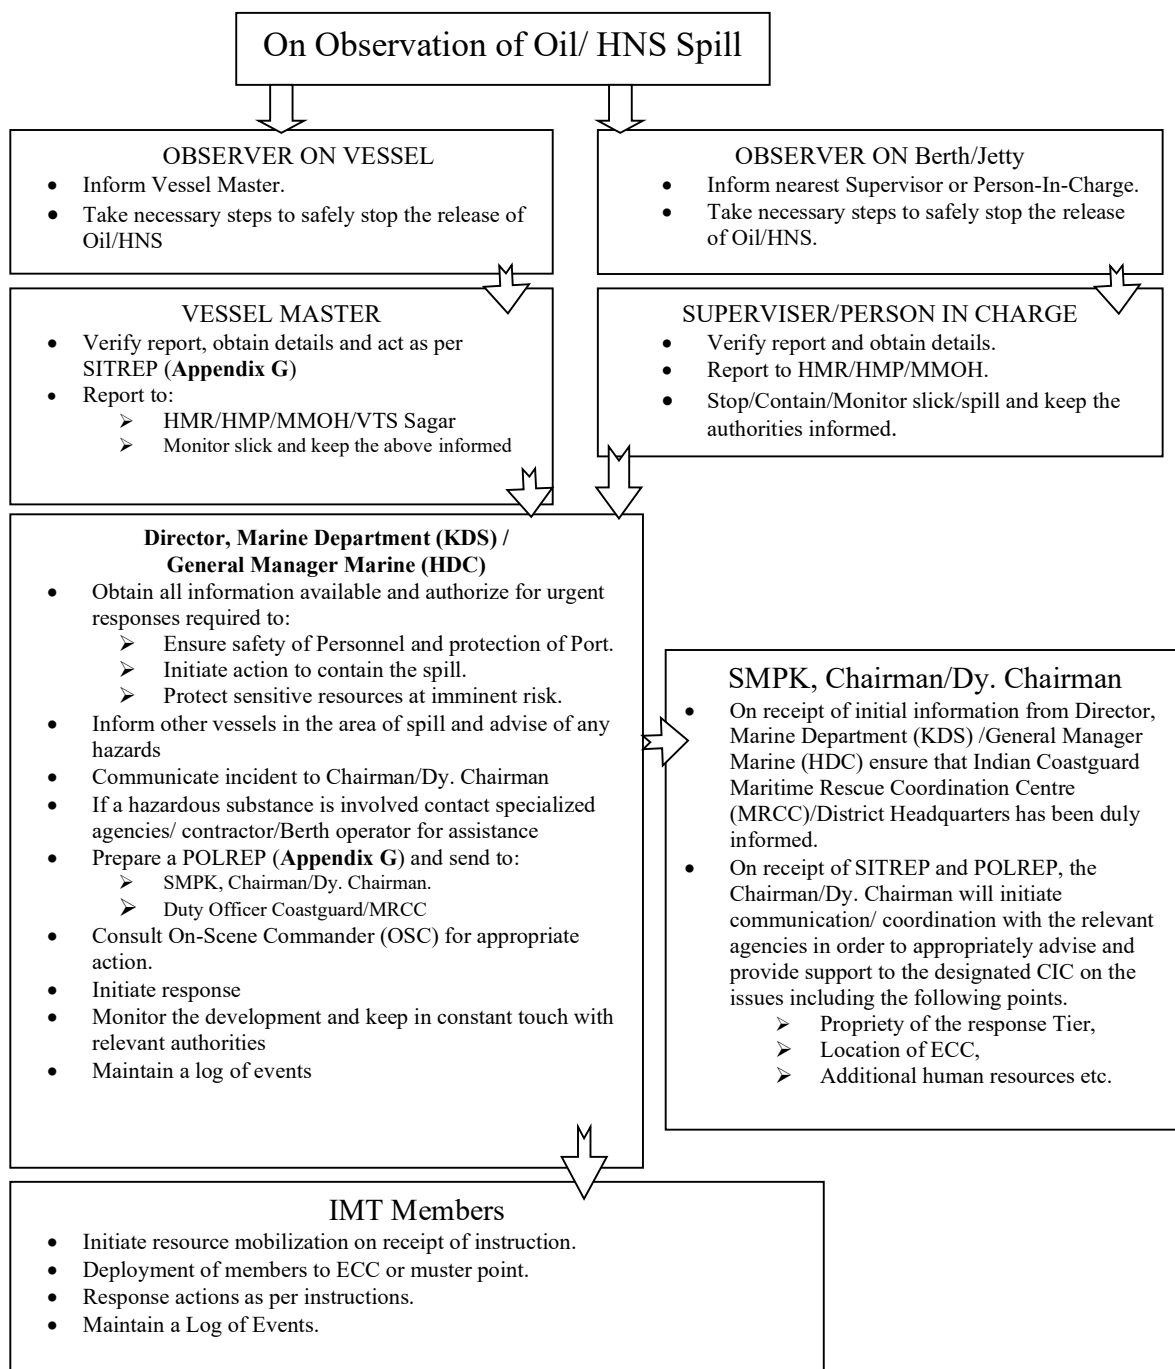 On Observation of Oil/ HNS Spill
OBSERVER ON VESSEL
• Inform Vessel Master.
• Take necessary steps to safely stop the release of
Oil/HNS
OBSERVER ON Berth/Jetty
• Inform nearest Supervisor or Person-In-Charge.
• Take necessary steps to safely stop the release
of Oil/HNS.
VESSEL MASTER
• Verify report, obtain details and act as per
SITREP (Appendix G)
• Report to:
➢ HMR/HMP/MMOH/VTS Sagar
➢ Monitor slick and keep the above informed
SUPERVISER/PERSON IN CHARGE
• Verify report and obtain details.
• Report to HMR/HMP/MMOH.
• Stop/Contain/Monitor slick/spill and keep the
authorities informed.
Director, Marine Department (KDS) /
General Manager Marine (HDC)
• Obtain all information available and authorize for urgent
responses required to:
➢ Ensure safety of Personnel and protection of Port.
➢ Initiate action to contain the spill.
➢ Protect sensitive resources at imminent risk.
• Inform other vessels in the area of spill and advise of any
hazards
• Communicate incident to Chairman/Dy. Chairman
• If a hazardous substance is involved contact specialized
agencies/ contractor/Berth operator for assistance
• Prepare a POLREP (Appendix G) and send to:
➢ SMPK, Chairman/Dy. Chairman.
➢ Duty Officer Coastguard/MRCC
• Consult On-Scene Commander (OSC) for appropriate
action.
• Initiate response
• Monitor the development and keep in constant touch with
relevant authorities
• Maintain a log of events
SMPK, Chairman/Dy. Chairman
• On receipt of initial information from Director,
Marine Department (KDS) /General Manager
Marine (HDC) ensure that Indian Coastguard
Maritime Rescue Coordination Centre
(MRCC)/District Headquarters has been duly
informed.
• On receipt of SITREP and POLREP, the
Chairman/Dy. Chairman will initiate
communication/ coordination with the relevant
agencies in order to appropriately advise and
provide support to the designated CIC on the
issues including the following points.
➢ Propriety of the response Tier,
➢ Location of ECC,
➢ Additional human resources etc.
IMT Members
• Initiate resource mobilization on receipt of instruction.
• Deployment of members to ECC or muster point.
• Response actions as per instructions.
• Maintain a Log of Events.